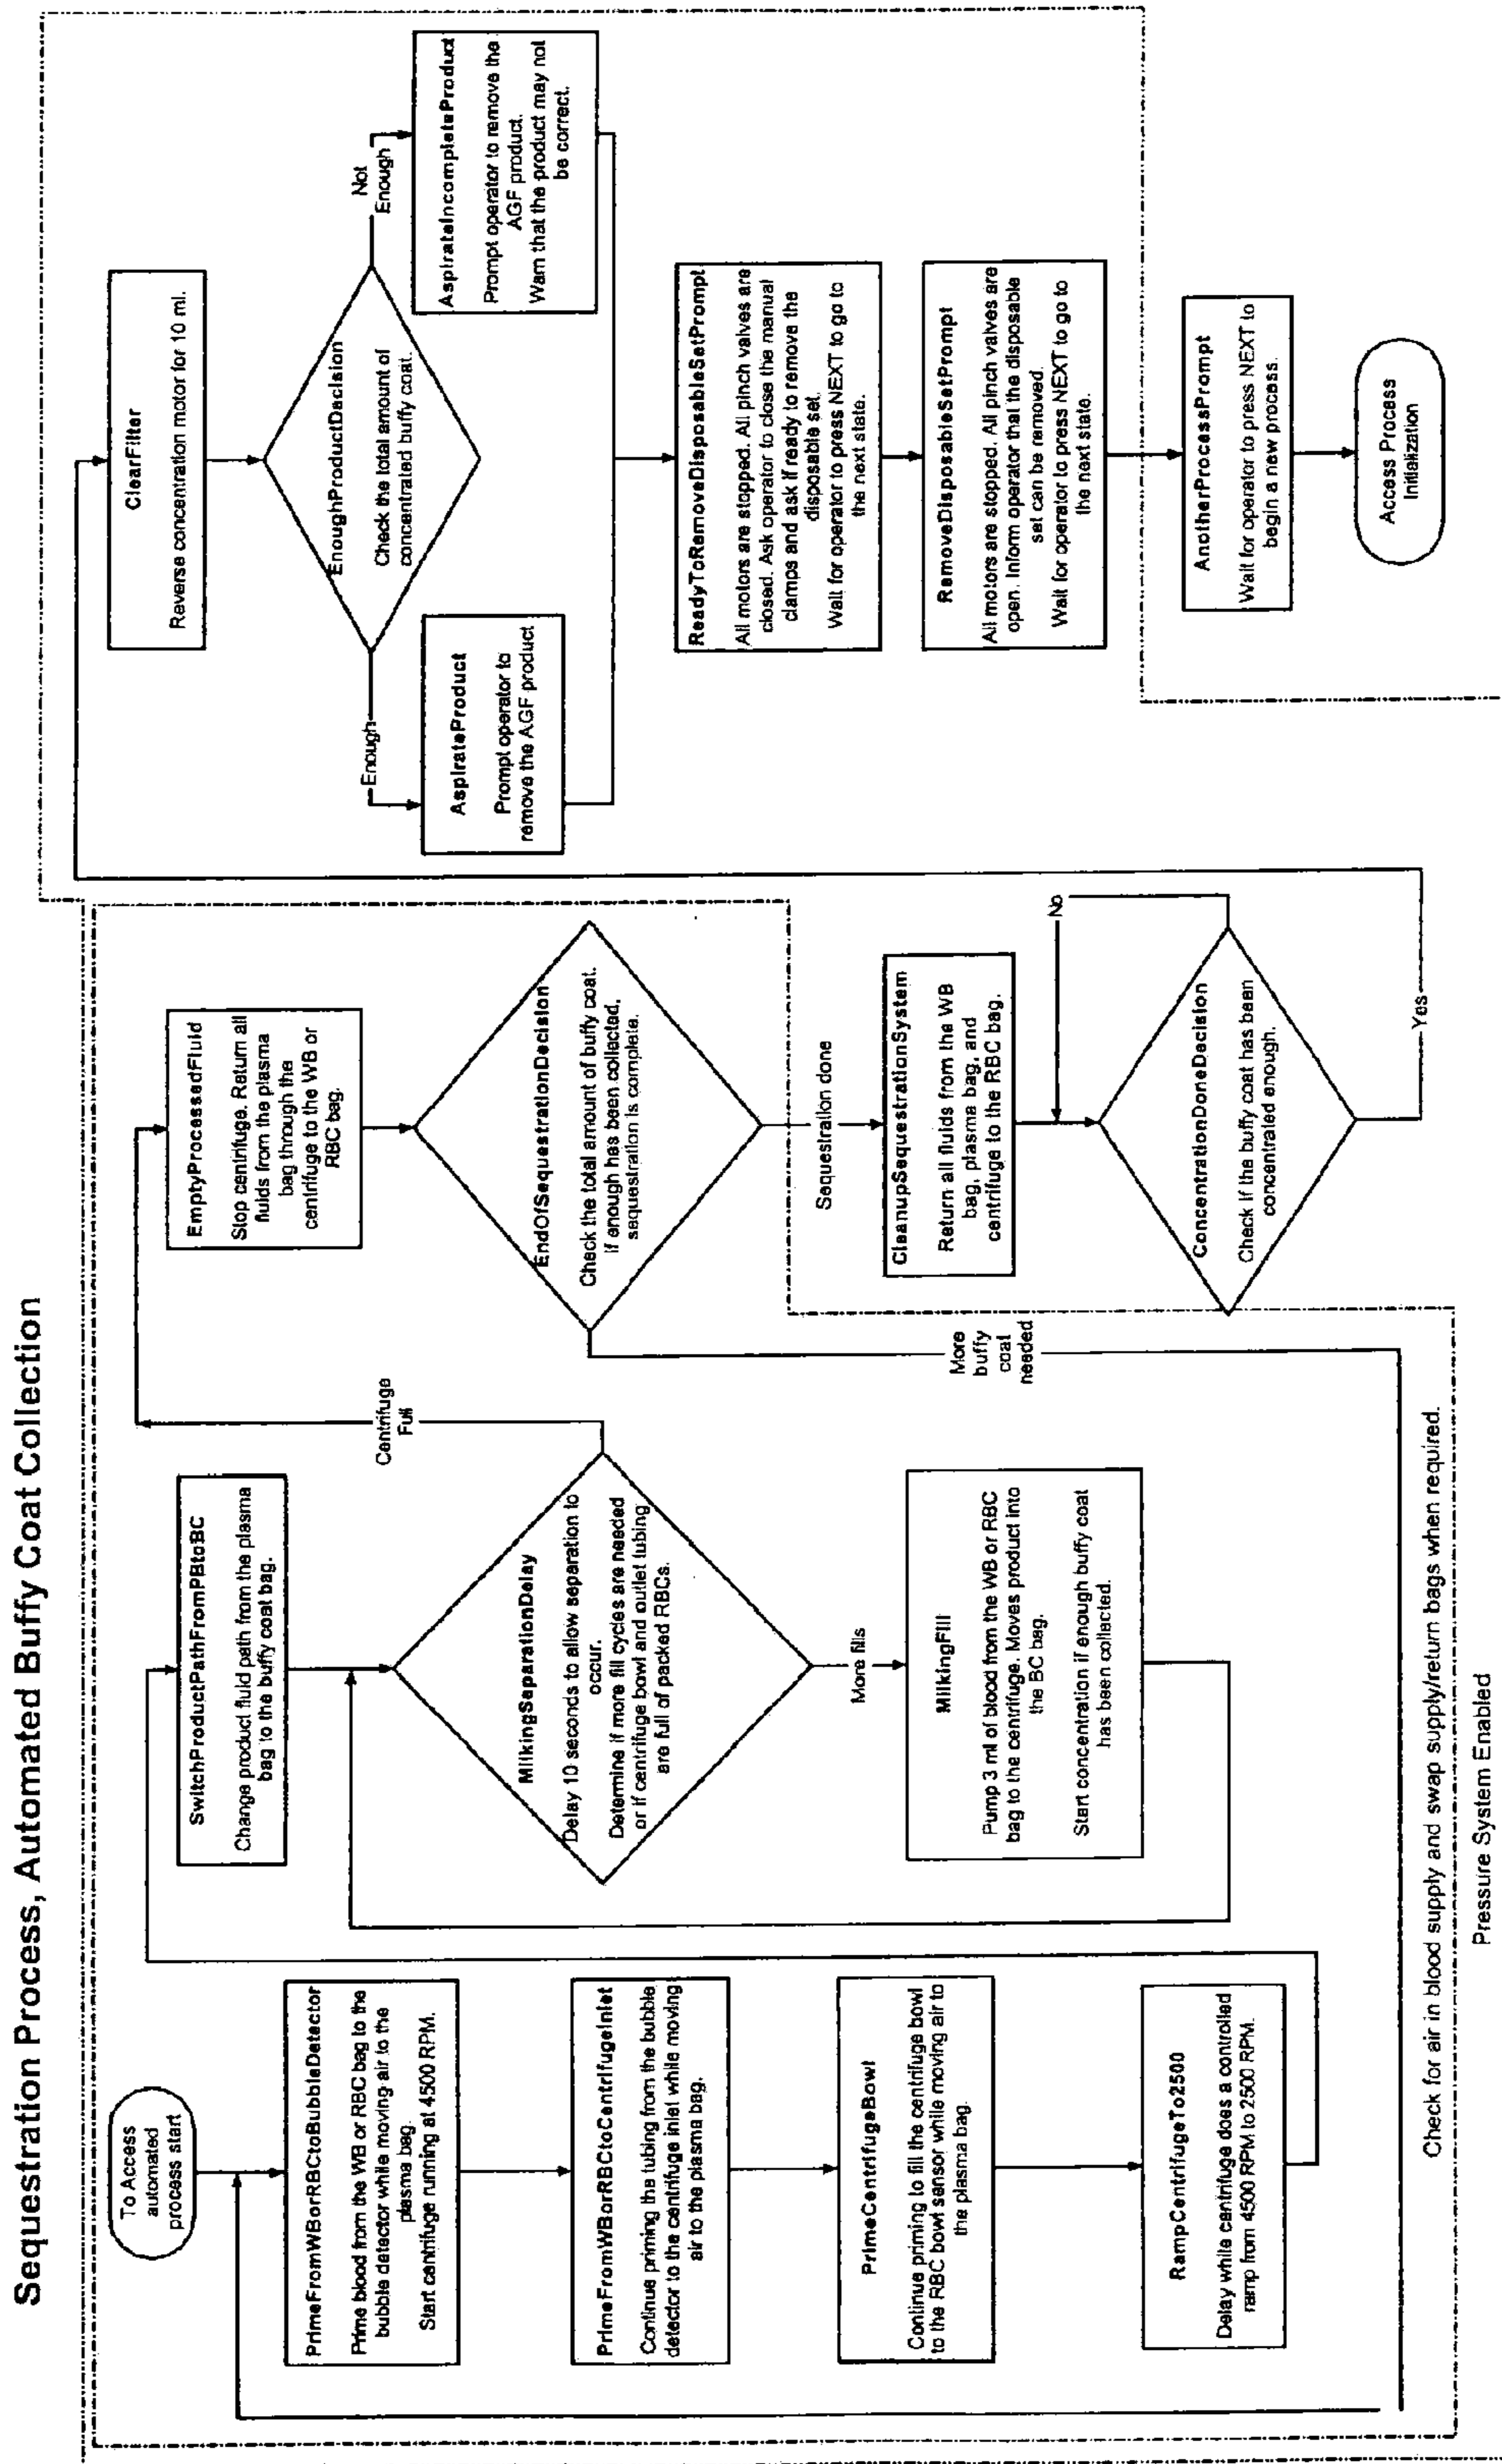 Sequestration Process, Automated Buffy Coat Collection
To Access
automated
process start
PrimeFromWBorRBCtoBubbleDetector
Prime blood from the WB or RBC bag to the
bubble detector while moving air to the
plasma bag.
Start centrifuge running at 4500 RPM.
PrimeFromWBorRBCtoCentrifugeInlet
Continue priming the tubing from the bubble
detector to the centrifuge inlet while moving
air to the plasma bag.
PrimeCentrifugeBowl
Continue priming to fill the centrifuge bowl
to the RBC bowl sensor while moving air to
the plasma bag.
RampCentrifugeTo2500
Delay while centrifuge does a controlled
ramp from 4500 RPM to 2500 RPM.
SwitchProductPathFromPBtoBC
Change product fluid path from the plasma
bag to the buffy coat bag.
MilkingSeparationDelay
Delay 10 seconds to allow separation to
occur.
Determine if more fill cycles are needed
or if centrifuge bowl and outlet tubing
are full of packed RBCs.
Centrifuge
Full
More fills
MilkingFill
Pump 3 ml of blood from the WB or RBC
bag to the centrifuge. Moves product into
the BC bag.
Start concentration if enough buffy coat
has been collected.
EmptyProcessedFluid
Stop centrifuge. Return all
fluids from the plasma
bag through the
centrifuge to the WB or
RBC bag.
EndOfSequestrationDecision
Check the total amount of buffy coat.
If enough has been collected,
sequestration is complete.
More
buffy
coat
needed
Sequestration done
CleanupSequestrationSystem
Return all fluids from the WB
bag, plasma bag, and
centrifuge to the RBC bag.
No
ConcentrationDoneDecision
Check if the buffy coat has been
concentrated enough.
Yes
ClearFilter
Reverse concentration motor for 10 ml.
EnoughProductDecision
Check the total amount of
concentrated buffy coat.
Enough
Not
Enough
AspirateProduct
Prompt operator to
remove the AGF product
AspirateIncompleteProduct
Prompt operator to remove the
AGF product.
Warn that the product may not
be correct.
ReadyToRemoveDisposableSetPrompt
All motors are stopped. All pinch valves are
closed. Ask operator to close the manual
clamps and ask if ready to remove the
disposable set.
Wait for operator to press NEXT to go to
the next state.
RemoveDisposableSetPrompt
All motors are stopped. All pinch valves are
open. Inform operator that the disposable
set can be removed.
Wait for operator to press NEXT to go to
the next state.
AnotherProcessPrompt
Wait for operator to press NEXT to
begin a new process.
Access Process
Initialization
Check for air in blood supply and swap supply/return bags when required.
Pressure System Enabled